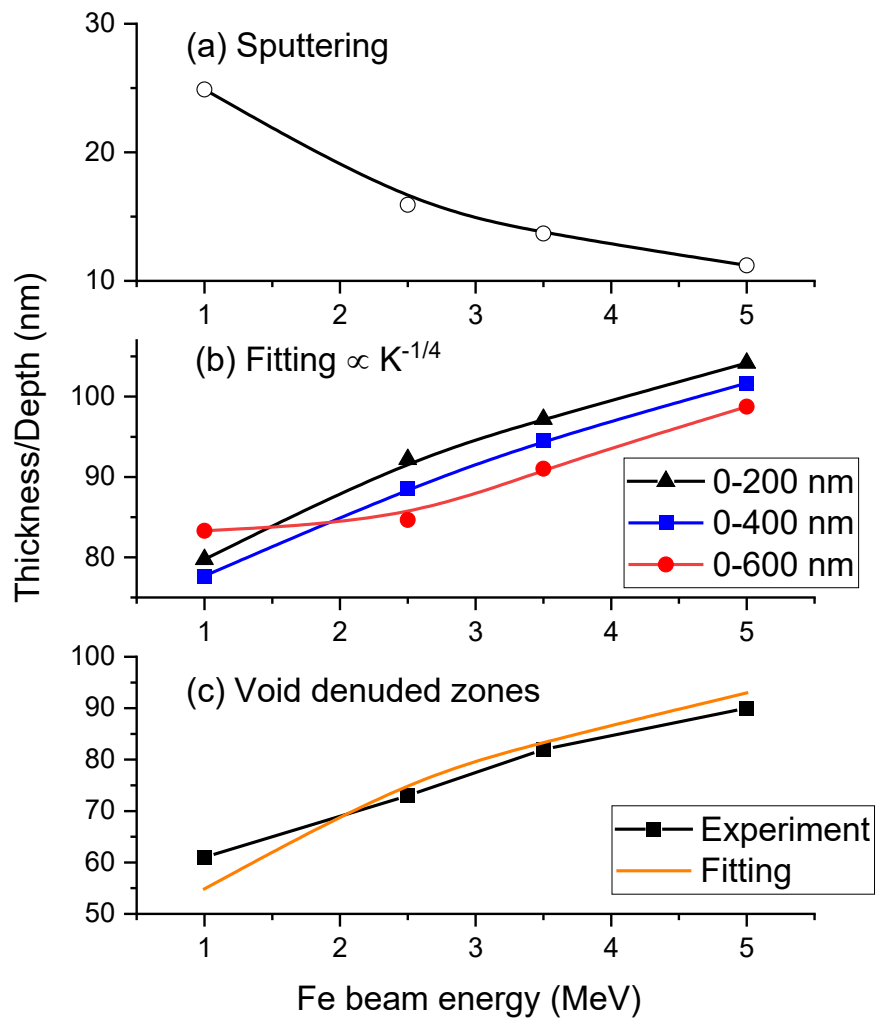 Thickness/Depth (nm)
(a) Sputtering
30
20
10
1 2 3 4 5
(b) Fitting ∝ K^{-1/4}
100
90
80
0-200 nm
0-400 nm
0-600 nm
1 2 3 4 5
(c) Void denuded zones
100
90
80
70
60
50
Experiment
Fitting
1 2 3 4 5
Fe beam energy (MeV)